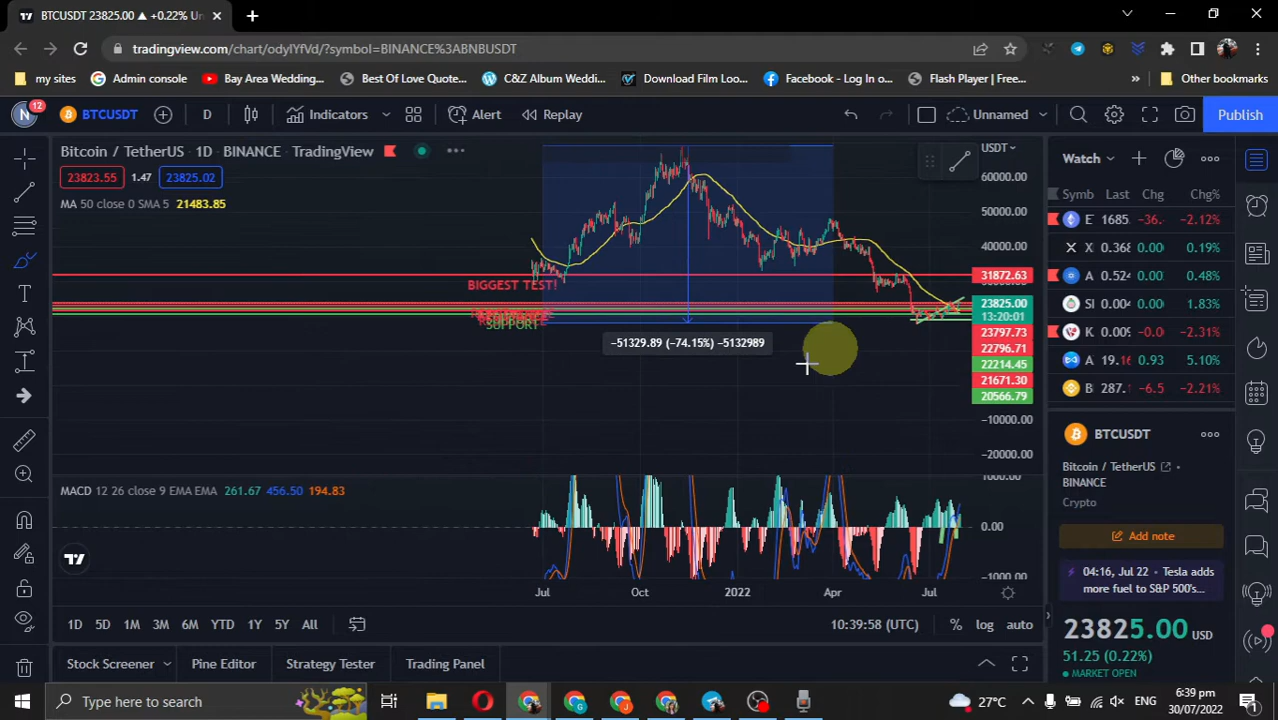 BTCUSDT 23825.00 ▲ +0.22% Un
tradingview.com/chart/odyIYfVd/?symbol=BINANCE%3ABNBUSDT
my sites Admin console Bay Area Wedding... Best Of Love Quote... C&Z Album Wedding... Download Film Loo... Facebook - Log In o... Flash Player | Free... » Other bookmarks
N 12 BTCUSDT D Indicators Alert Replay Unnamed Publish
Bitcoin / TetherUS · 1D · BINANCE · TradingView
USDT
Watch
23823.55 1.47 23825.02
60000.00
Symb Last Chg Chg%
MA 50 close 0 SMA 5 21483.85
50000.00
E 1685. -36. -2.12%
40000.00
X 0.368 0.00 0.19%
31872.63
A 0.524 0.00 0.48%
BIGGEST TEST!
23825.00
SI 0.000 1.83%
13:20:01
SUPPORT
23797.73
K 0.009 -0.0 -2.31%
−51329.89 (−74.15%) −5132989
22796.71
22214.45
A 19.16 0.93 5.10%
21671.30
B 287. -6.5 -2.21%
20566.79
−10000.00
BTCUSDT
−20000.00
Bitcoin / TetherUS
BINANCE
MACD 12 26 close 9 EMA EMA 261.67 456.50 194.83
1000.00
Crypto
0.00
Add note
−1000.00
04:16, Jul 22 • Tesla adds
more fuel to S&P 500's...
Jul Oct 2022 Apr Jul
1D 5D 1M 3M 6M YTD 1Y 5Y All 10:39:58 (UTC) % log auto
23825.00 USD
51.25 (0.22%)
MARKET OPEN
Stock Screener Pine Editor Strategy Tester Trading Panel
Type here to search 27°C ENG 6:39 pm
30/07/2022 1